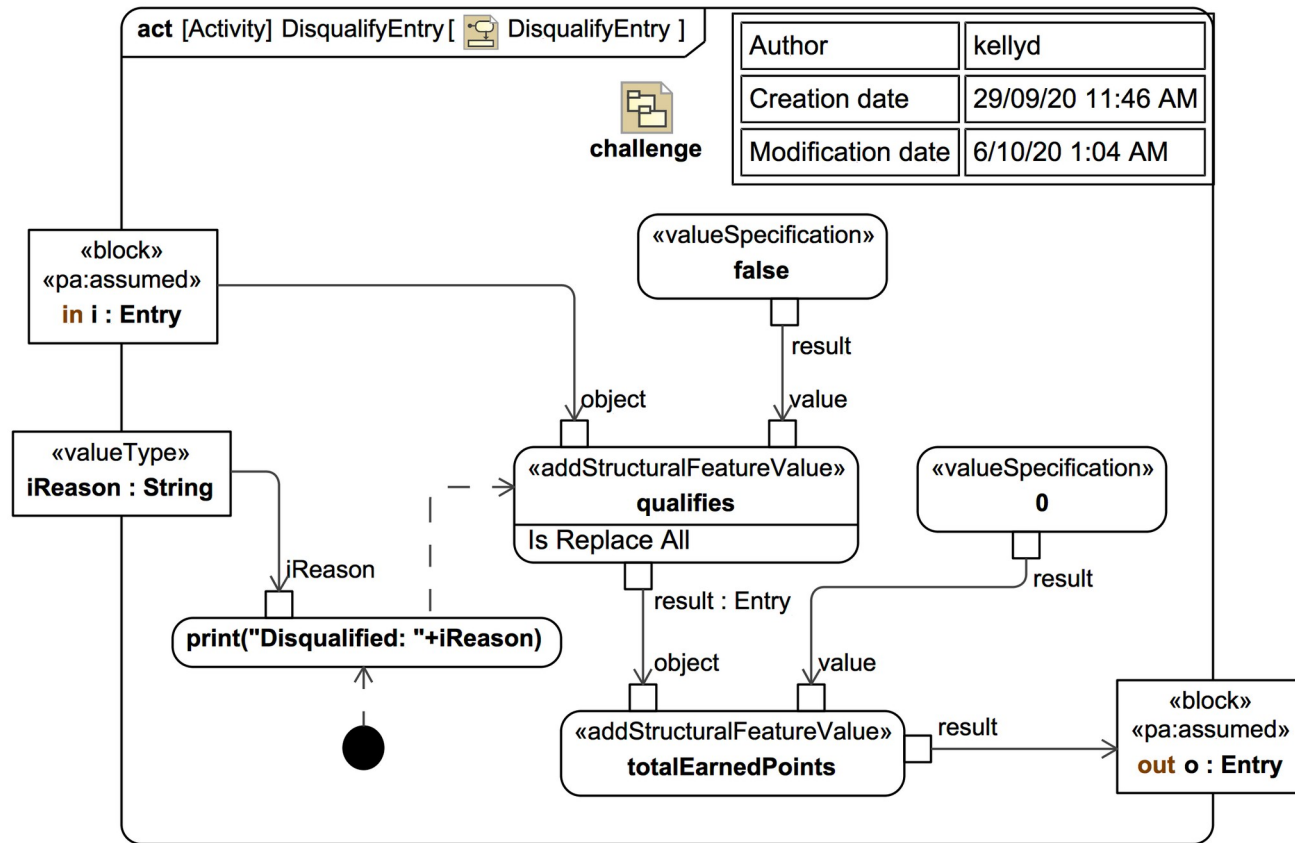 act [Activity] DisqualifyEntry[ DisqualifyEntry ]
Author kellyd
Creation date 29/09/20 11:46 AM
Modification date 6/10/20 1:04 AM
challenge
«block»
«pa:assumed»
in i : Entry
«valueSpecification»
false
result
object
value
«valueType»
iReason : String
«addStructuralFeatureValue»
qualifies
Is Replace All
«valueSpecification»
0
result
iReason
result : Entry
print("Disqualified: "+iReason)
object
value
«addStructuralFeatureValue»
totalEarnedPoints
result
«block»
«pa:assumed»
out o : Entry